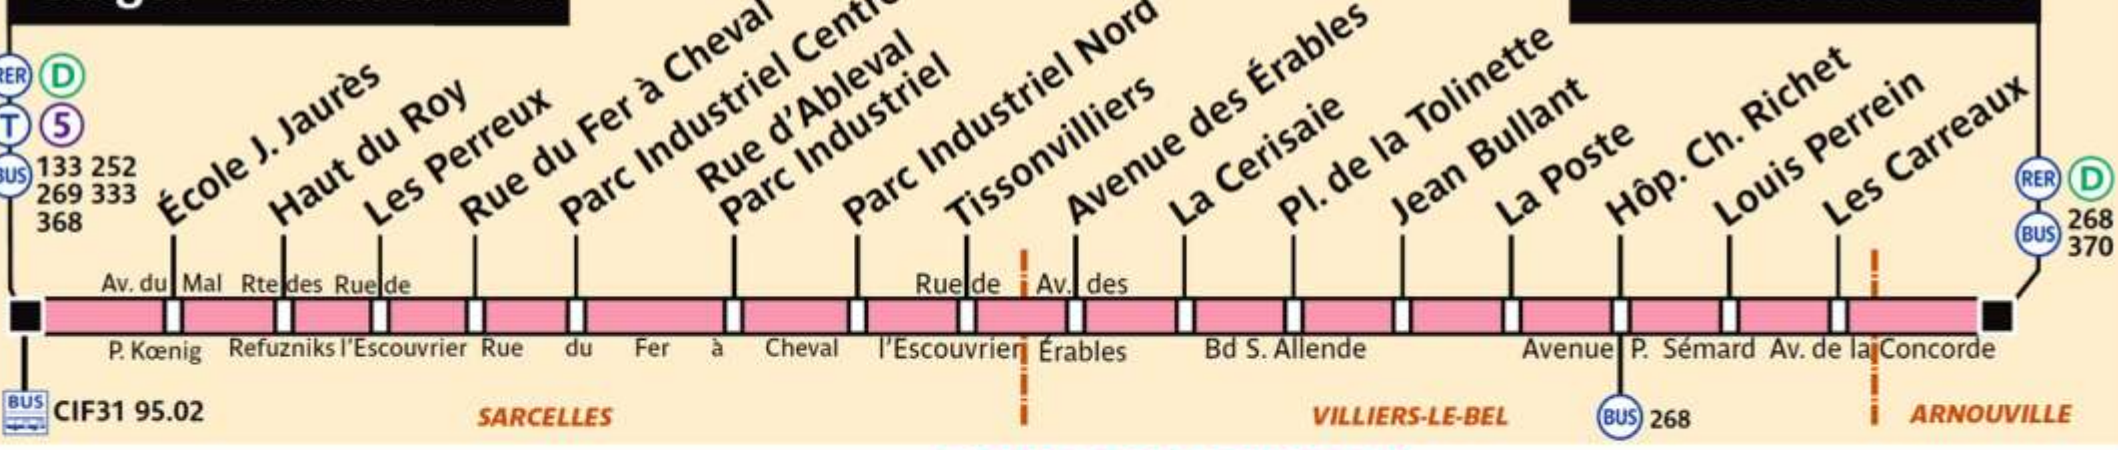 RER D
T 5
BUS 133 252
269 333
368
École J. Jaurès
Haut du Roy
Les Perreux
Rue du Fer à Cheval
Parc Industriel
Rue d'Ableval
Parc Industriel
Parc Industriel Nord
Tissonvilliers
Avenue des Érables
La Cerisaie
Pl. de la Tolinette
Jean Bullant
La Poste
Hôp. Ch. Richet
Louis Perrein
Les Carreaux
RER D
BUS 268
370
Av. du Mal
P. Kœnig
Rte des
Refuzniks
Rue de
l'Escouvrier
Rue du Fer à Cheval
Rue de
l'Escouvrier
Av. des
Érables
Bd S. Allende
Avenue P. Sémard
Av. de la Concorde
BUS CIF31 95.02
SARCELLES
VILLIERS-LE-BEL
BUS 268
ARNOUVILLE